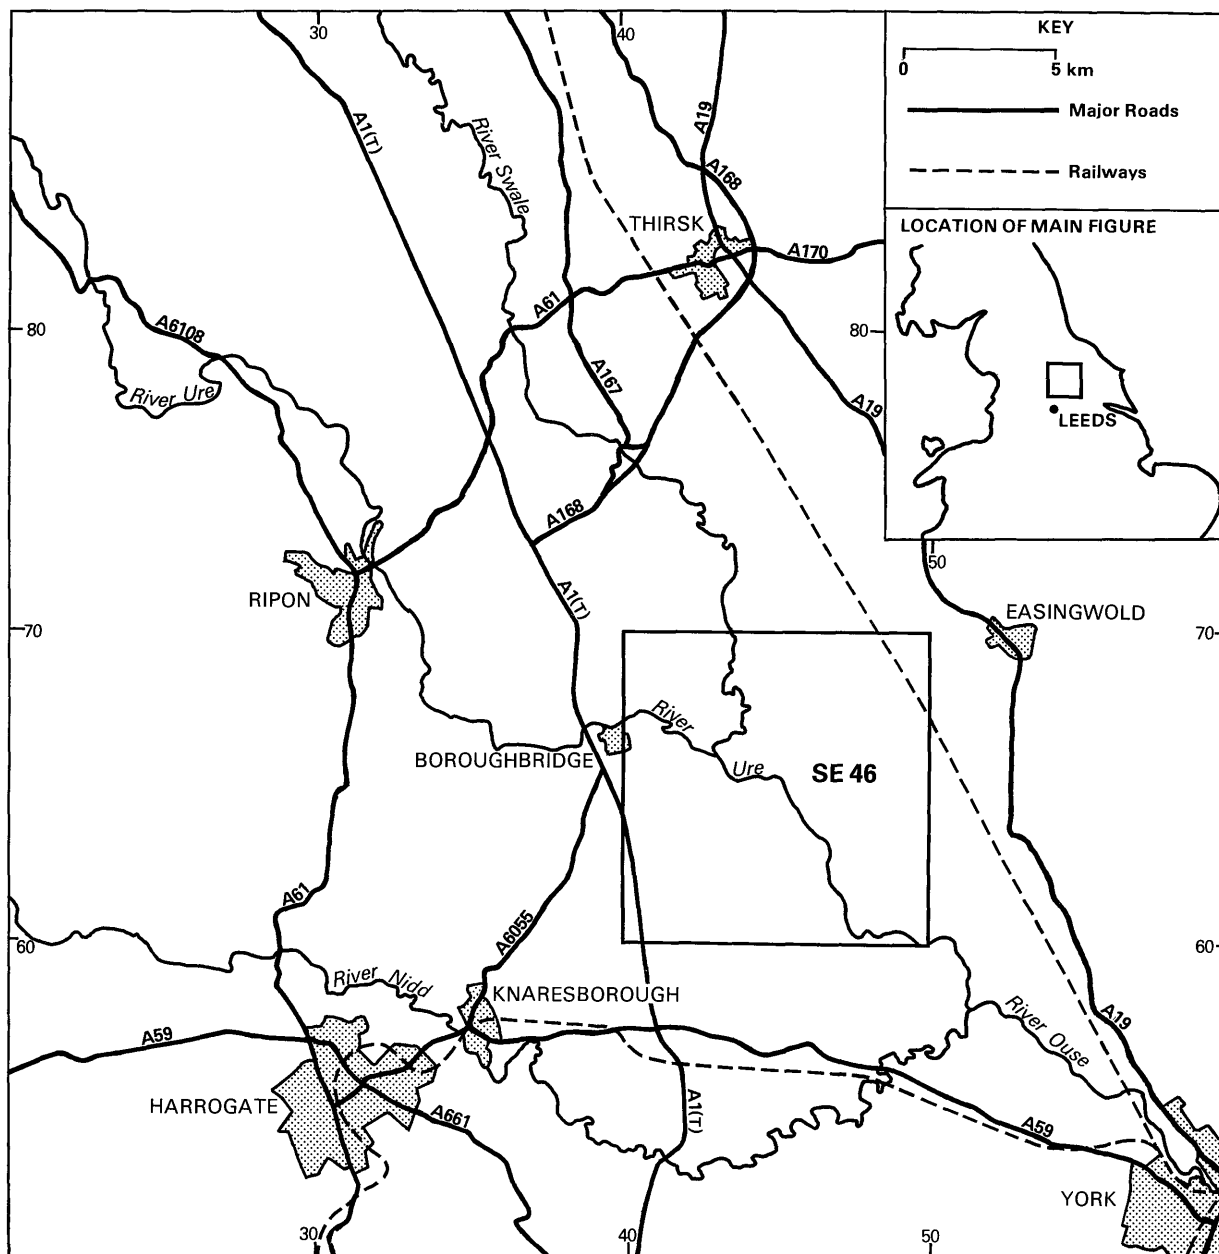 30
40
KEY
0
5 km
Major Roads
Railways
A1(T)
River Swale
A19
A168
THIRSK
A170
LOCATION OF MAIN FIGURE
LEEDS
80
A6108
River Ure
A61
A167
80
A19
A168
A1(T)
50
RIPON
EASINGWOLD
70
70
BOROUGHBRIDGE
River
Ure
SE 46
A61
A6055
60
60
River Nidd
KNARESBOROUGH
A59
River Ouse
A19
HARROGATE
A661
A1(T)
A59
YORK
30
40
50